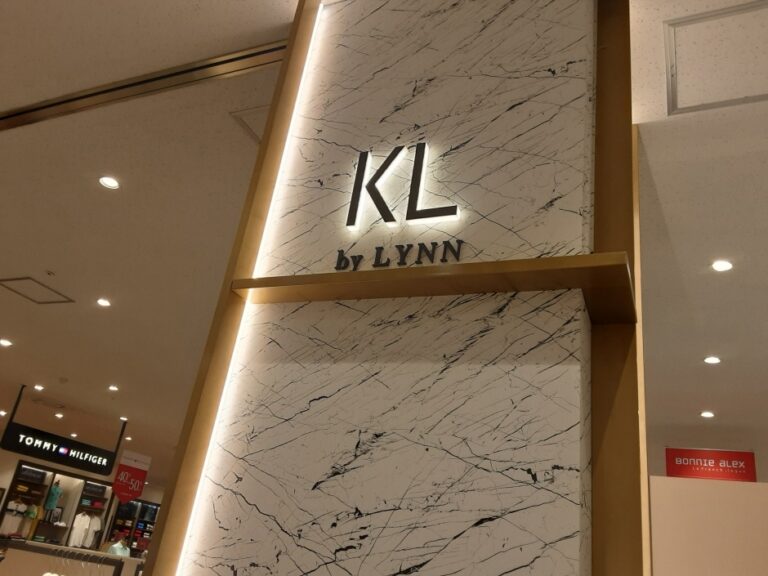 KL
by LYNN
TOMMY HILFIGER
40% 50%
BONNIE ALEX